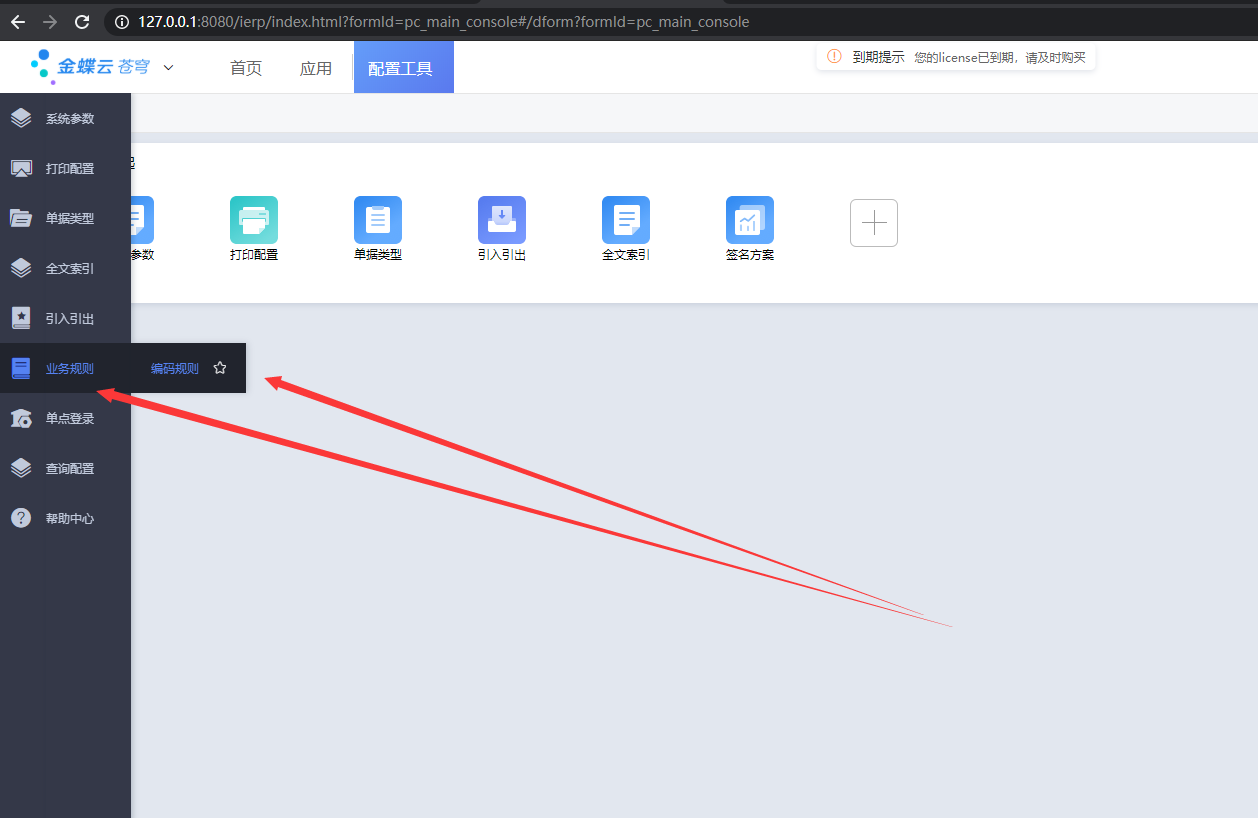 127.0.0.1:8080/ierp/index.html?formId=pc_main_console#/dform?formId=pc_main_console
金蝶云 苍穹
首页
应用
配置工具
到期提示 您的license已到期，请及时购买
系统参数
打印配置
单据类型
全文索引
引入引出
业务规则
编码规则
单点登录
查询配置
帮助中心
参数
打印配置
单据类型
引入引出
全文索引
签名方案